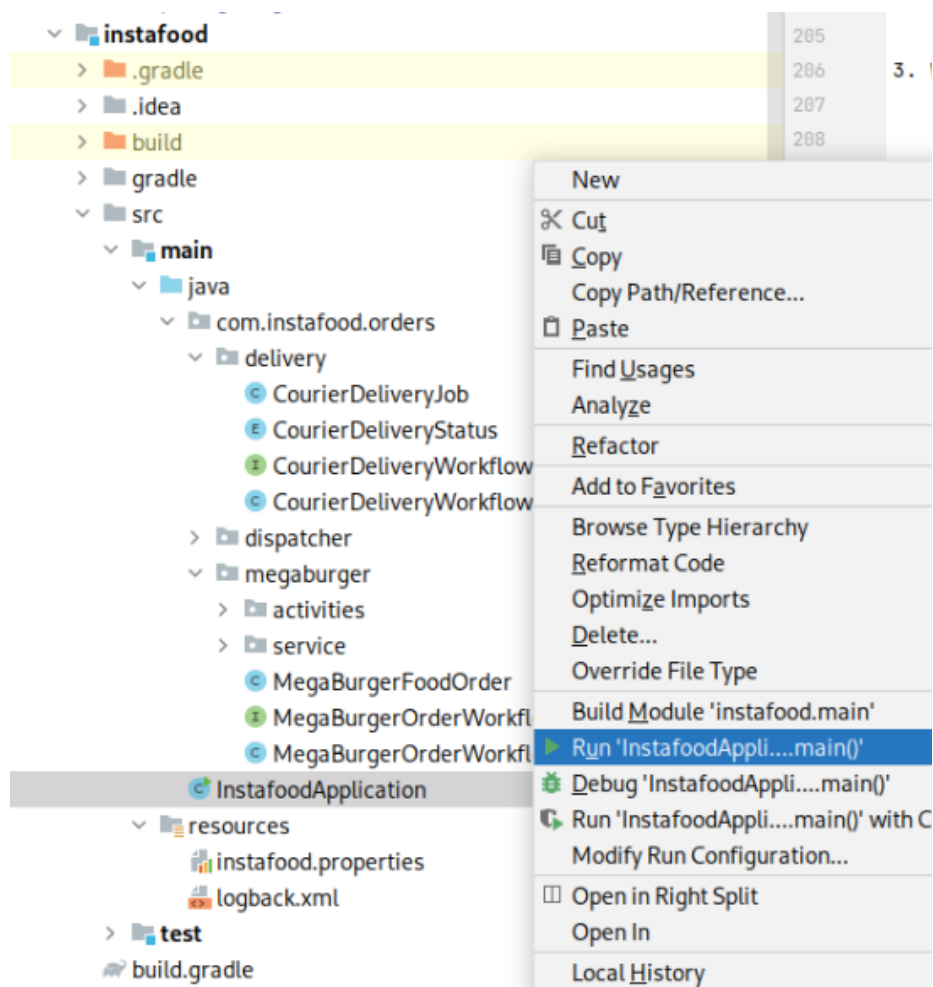 instafood
.gradle
.idea
build
gradle
src
main
java
com.instafood.orders
delivery
CourierDeliveryJob
CourierDeliveryStatus
CourierDeliveryWorkflow
CourierDeliveryWorkflow
dispatcher
megaburger
activities
service
MegaBurgerFoodOrder
MegaBurgerOrderWorkfl
MegaBurgerOrderWorkfl
InstafoodApplication
resources
instafood.properties
logback.xml
test
build.gradle
205
206 3.
207
208
New
Cut
Copy
Copy Path/Reference...
Paste
Find Usages
Analyze
Refactor
Add to Favorites
Browse Type Hierarchy
Reformat Code
Optimize Imports
Delete...
Override File Type
Build Module 'instafood.main'
Run 'InstafoodAppli....main()'
Debug 'InstafoodAppli....main()'
Run 'InstafoodAppli....main()' with C
Modify Run Configuration...
Open in Right Split
Open In
Local History